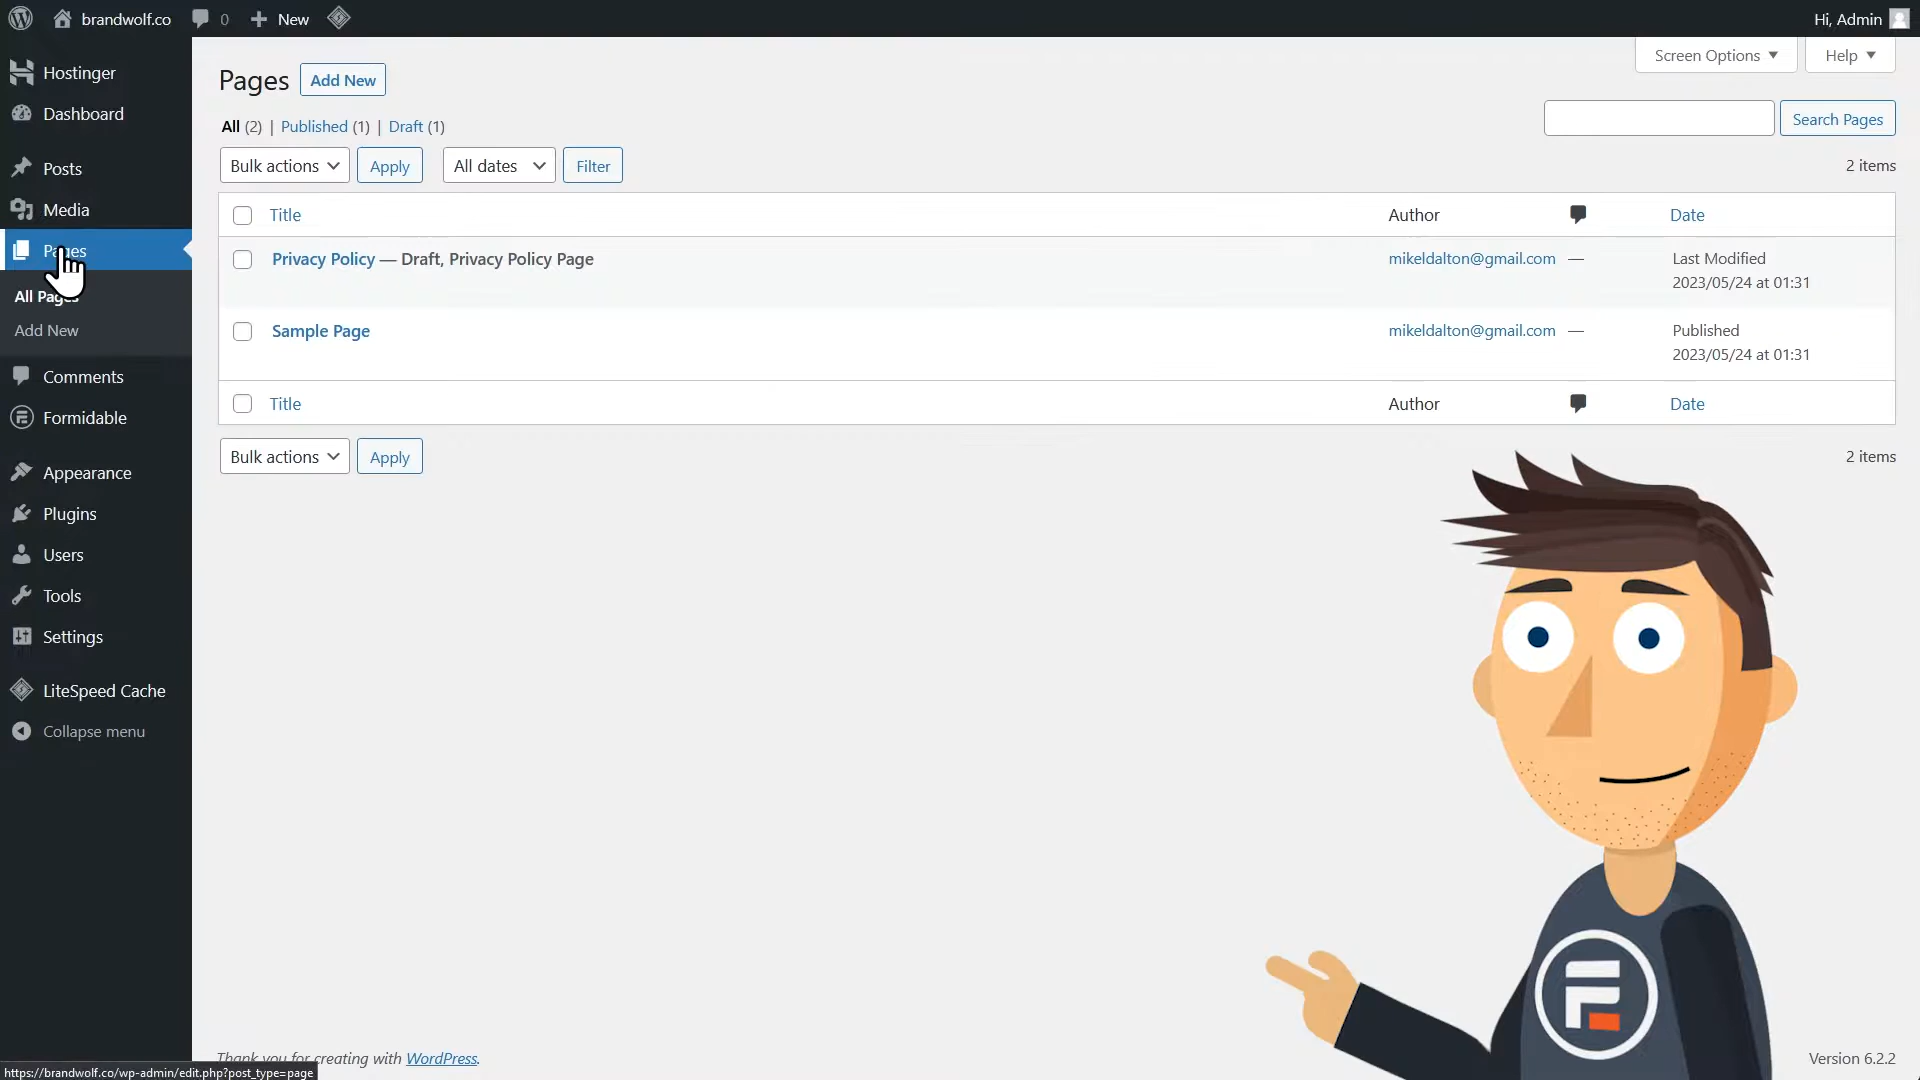 brandwolf.co 0 New Hi, Admin
Hostinger
Dashboard
Posts
Media
Pages
All Pages
Add New
Comments
Formidable
Appearance
Plugins
Users
Tools
Settings
LiteSpeed Cache
Collapse menu
Screen Options Help
Pages Add New
All (2) | Published (1) | Draft (1)
Search Pages
Bulk actions Apply All dates Filter 2 items
Title Author Date
Privacy Policy — Draft, Privacy Policy Page mikeldalton@gmail.com — Last Modified
2023/05/24 at 01:31
Sample Page mikeldalton@gmail.com — Published
2023/05/24 at 01:31
Title Author Date
Bulk actions Apply 2 items
Thank you for creating with WordPress. Version 6.2.2
https://brandwolf.co/wp-admin/edit.php?post_type=page